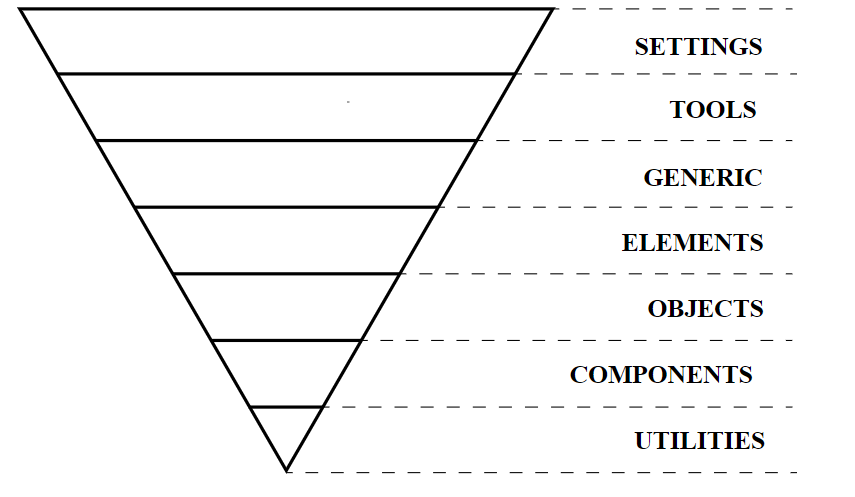 SETTINGS
TOOLS
GENERIC
ELEMENTS
OBJECTS
COMPONENTS
UTILITIES